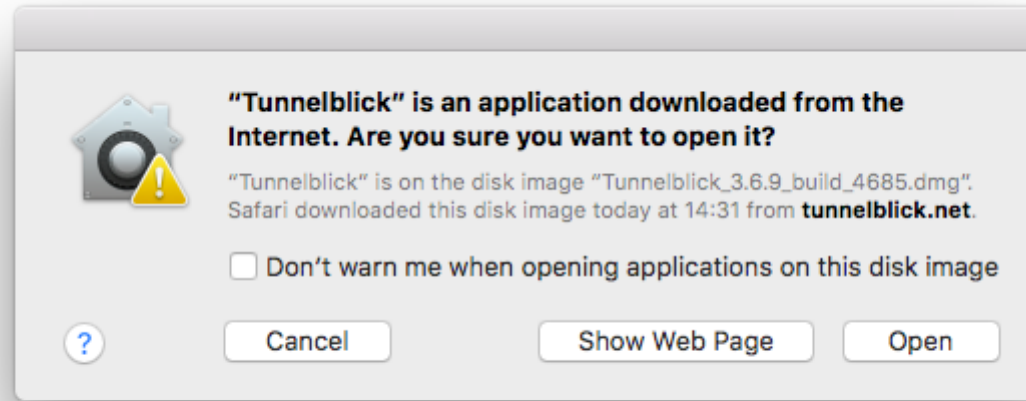 “Tunnelblick” is an application downloaded from the
Internet. Are you sure you want to open it?
“Tunnelblick” is on the disk image “Tunnelblick_3.6.9_build_4685.dmg”.
Safari downloaded this disk image today at 14:31 from tunnelblick.net.
Don’t warn me when opening applications on this disk image
? Cancel Show Web Page Open